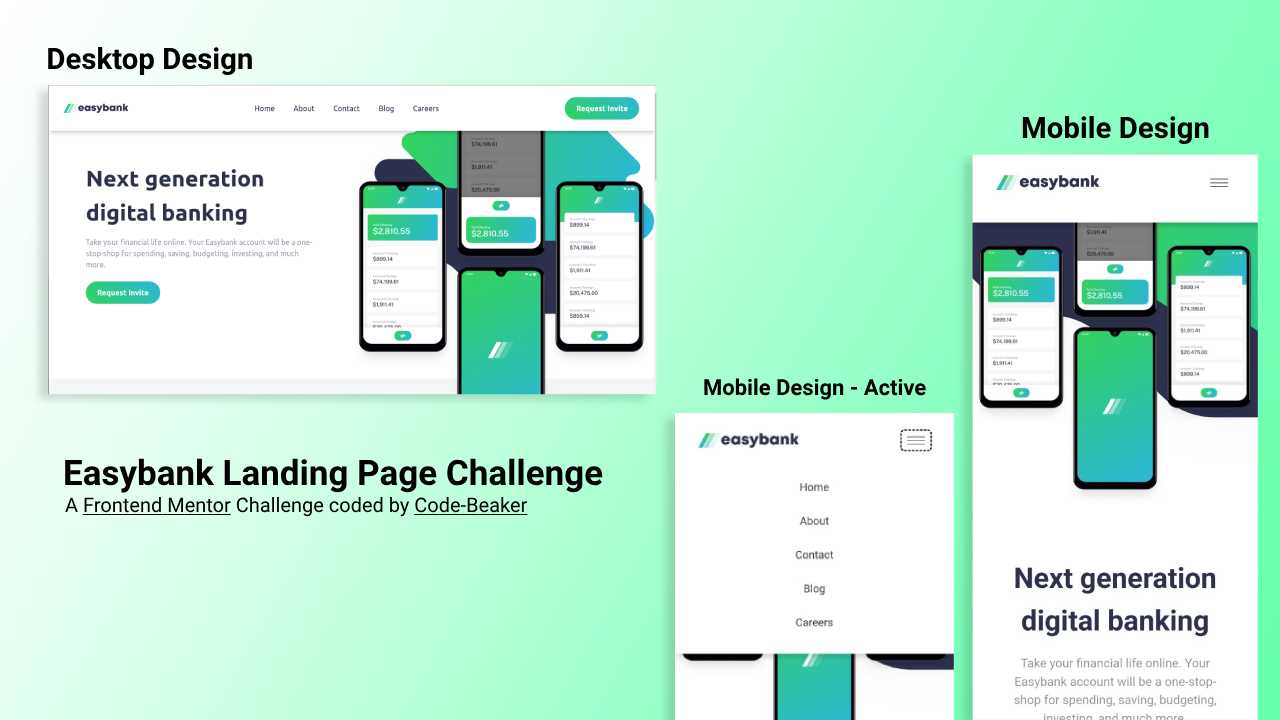 Desktop Design
easybank
Home About Contact Blog Careers
Request Invite
Next generation
digital banking
Take your financial life online. Your Easybank account will be a one-
stop-shop for spending, saving, budgeting, investing, and much
more.
Request Invite
$2,810.55
$899.14
$74,199.61
$1,911.41
$74,199.61
$1,911.41
$20,475.00
$2,810.55
$899.14
$74,199.61
$1,911.41
$20,475.00
$899.14
Easybank Landing Page Challenge
A Frontend Mentor Challenge coded by Code-Beaker
Mobile Design - Active
easybank
Home
About
Contact
Blog
Careers
Mobile Design
easybank
$2,810.55
$899.14
$74,199.61
$1,911.41
$1,911.41
$20,475.00
$2,810.55
$899.14
$74,199.61
$1,911.41
$20,475.00
$899.14
Next generation
digital banking
Take your financial life online. Your
Easybank account will be a one-stop-
shop for spending, saving, budgeting,
investing, and much more.